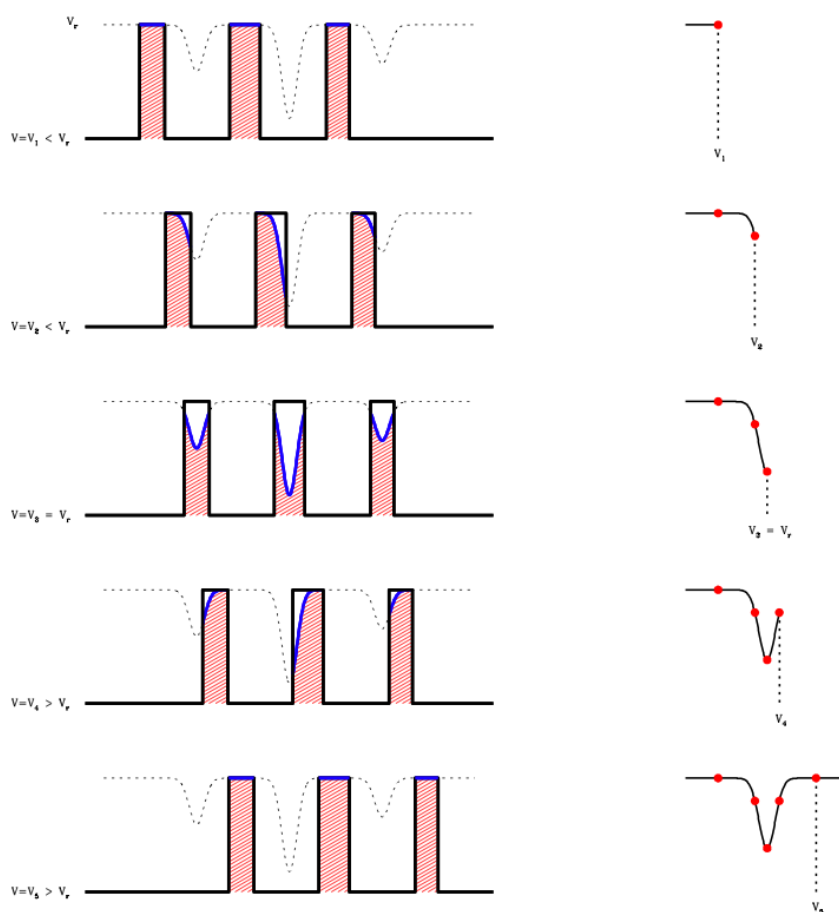 Vᵣ
V=V₁ < Vᵣ
V₁
V=V₂ < Vᵣ
V₂
V=V₃ = Vᵣ
V₃ = Vᵣ
V=V₄ > Vᵣ
V₄
V=V₅ > Vᵣ